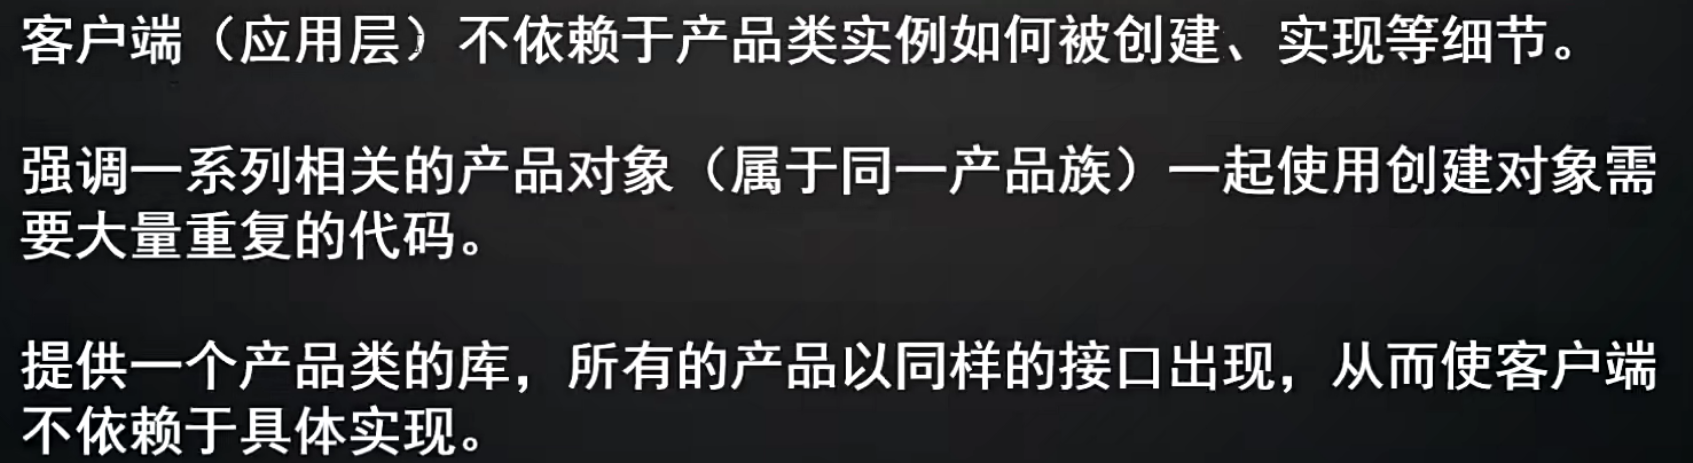 客户端（应用层）不依赖于产品类实例如何被创建、实现等细节。
强调一系列相关的产品对象（属于同一产品族）一起使用创建对象需
要大量重复的代码。
提供一个产品类的库，所有的产品以同样的接口出现，从而使客户端
不依赖于具体实现。